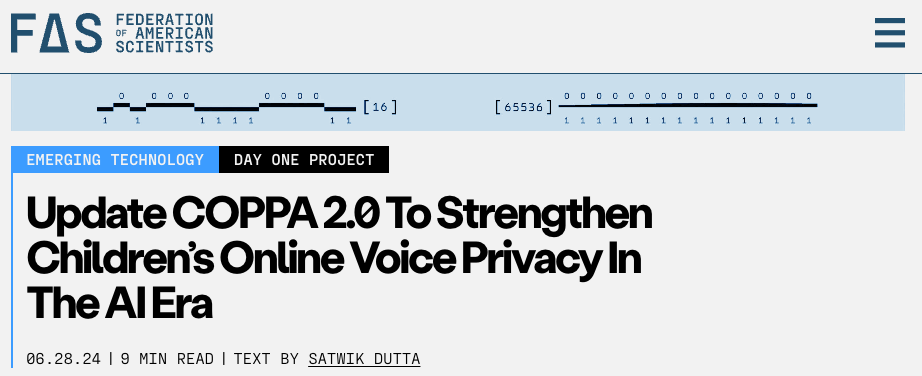 FAS FEDERATION
OF AMERICAN
SCIENTISTS
0 0 0 0 0 0 0 0 [16] [65536] 0 0 0 0 0 0 0 0 0 0 0 0 0 0 0 0
1 1 1 1 1 1 1 1 1 1 1 1 1 1 1 1 1 1 1 1 1 1 1 1
EMERGING TECHNOLOGY DAY ONE PROJECT
Update COPPA 2.0 To Strengthen
Children's Online Voice Privacy In
The AI Era
06.28.24 | 9 MIN READ | TEXT BY SATWIK DUTTA